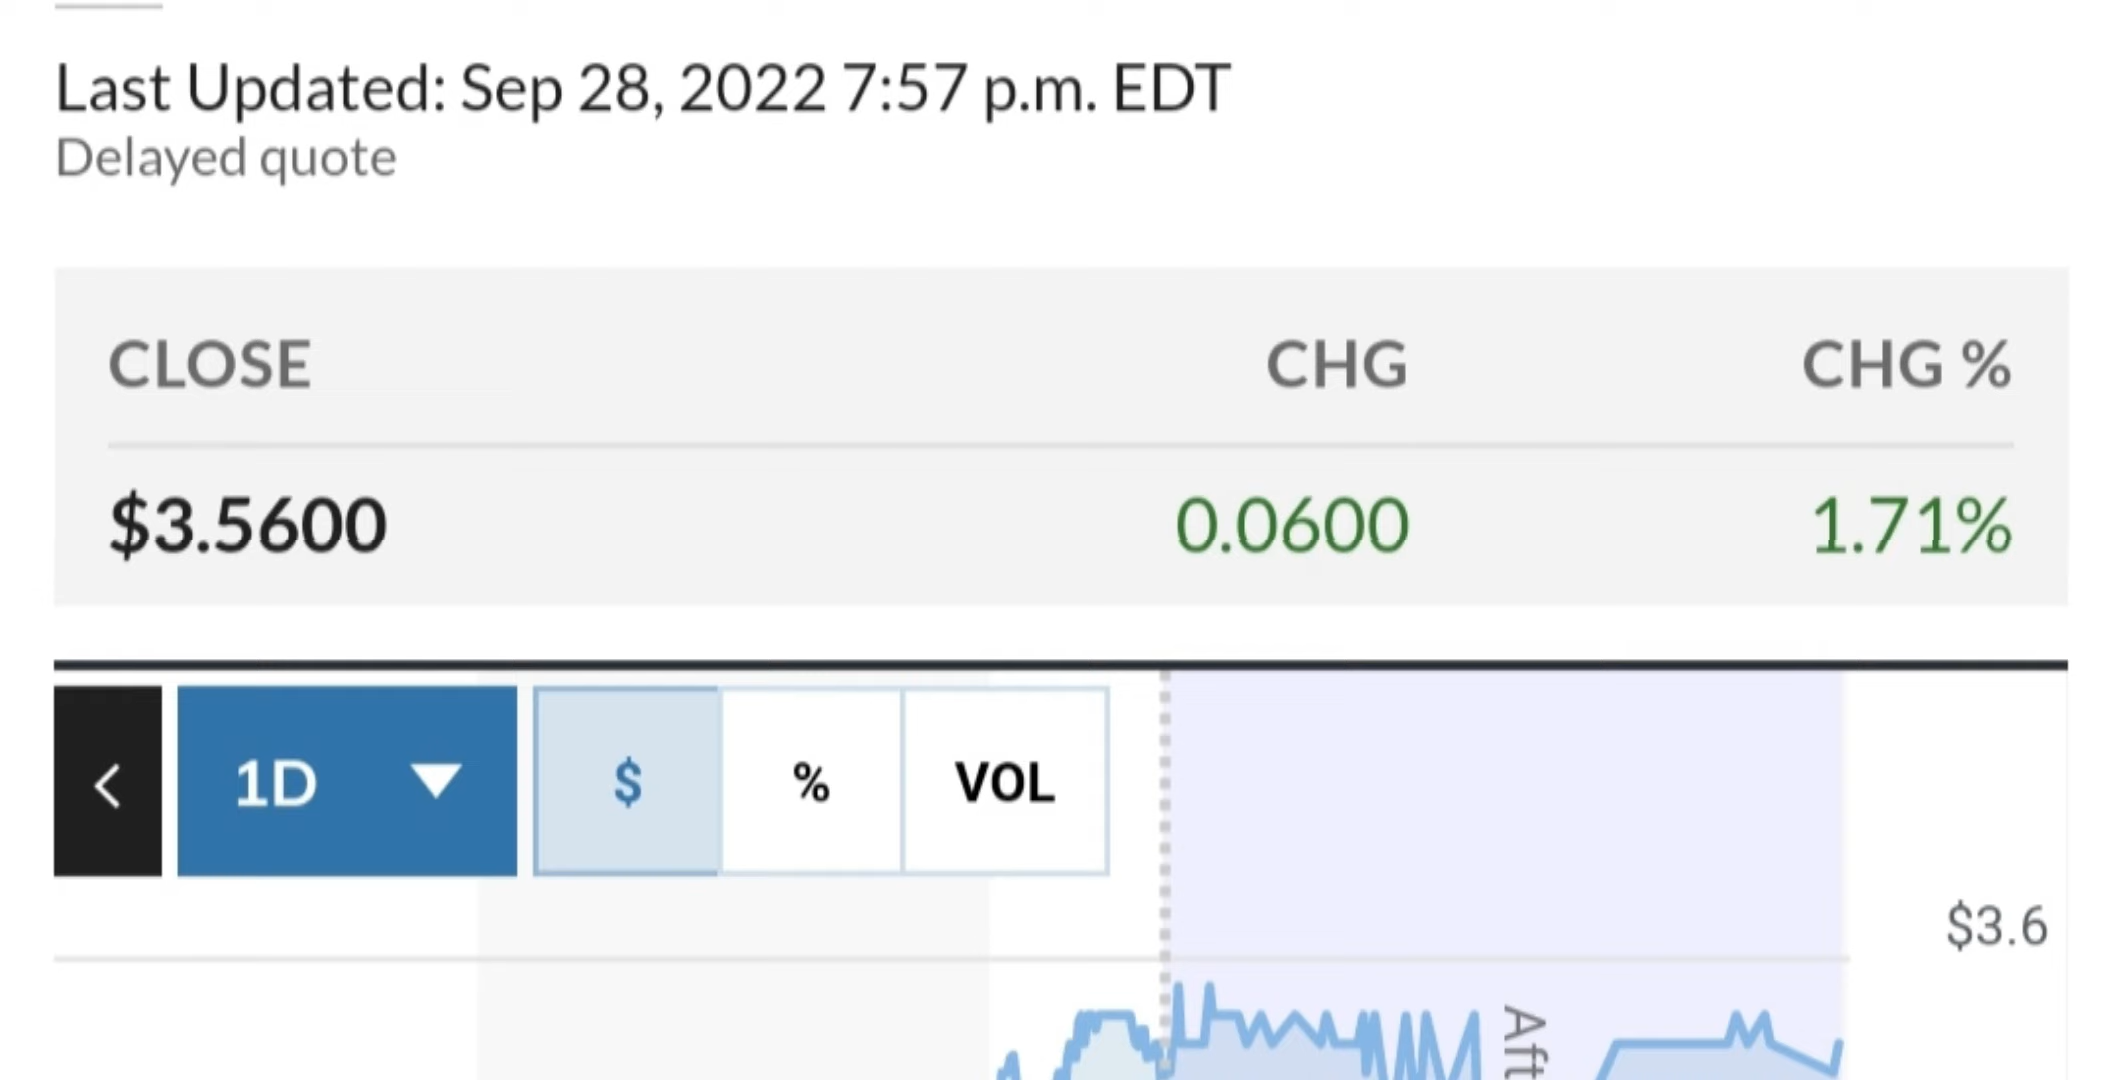 Last Updated: Sep 28, 2022 7:57 p.m. EDT
Delayed quote
CLOSE CHG CHG %
$3.5600 0.0600 1.71%
1D $ % VOL
$3.6
Aft